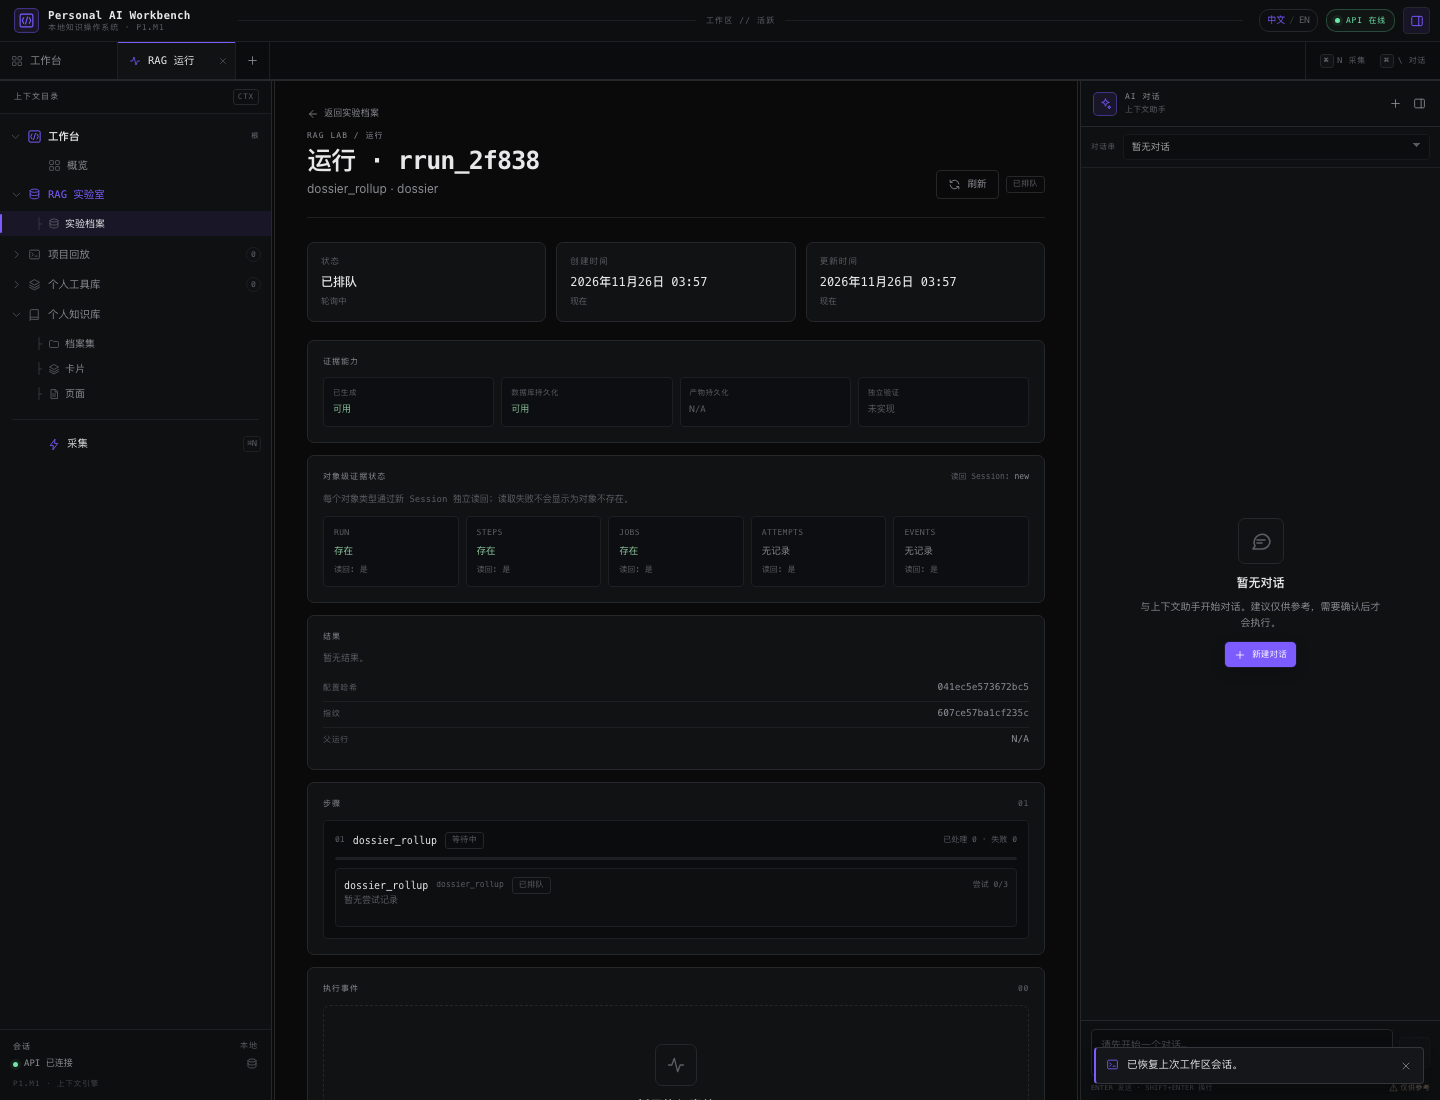 Personal AI Workbench
本地知识操作系统 · P1.M1
工作区 // 活跃
中文 / EN
API 在线
工作台
RAG 运行
⌘ N 采集
⌘ \ 对话
上下文目录
CTX
工作台
根
概览
RAG 实验室
实验档案
项目回放
0
个人工具库
0
个人知识库
档案集
卡片
页面
采集
⌘N
会话
本地
API 已连接
P1.M1 · 上下文引擎
返回实验档案
RAG LAB / 运行
运行 · rrun_2f838
dossier_rollup · dossier
刷新
已排队
状态
已排队
轮询中
创建时间
2026年11月26日 03:57
现在
更新时间
2026年11月26日 03:57
现在
证据能力
已生成
可用
数据库持久化
可用
产物持久化
N/A
独立验证
未实现
对象级证据状态
读回 Session: new
每个对象类型通过新 Session 独立读回；读取失败不会显示为对象不存在。
RUN
存在
读回: 是
STEPS
存在
读回: 是
JOBS
存在
读回: 是
ATTEMPTS
无记录
读回: 是
EVENTS
无记录
读回: 是
结果
暂无结果。
配置哈希
041ec5e573672bc5
指纹
607ce57ba1cf235c
父运行
N/A
步骤
01
01 dossier_rollup 等待中
已处理 0 · 失败 0
dossier_rollup dossier_rollup 已排队
尝试 0/3
暂无尝试记录
执行事件
00
AI 对话
上下文助手
对话串
暂无对话
暂无对话
与上下文助手开始对话。建议仅供参考，需要确认后才
会执行。
新建对话
请先开始一个对话…
已恢复上次工作区会话。
ENTER 发送 · SHIFT+ENTER 换行
仅供参考